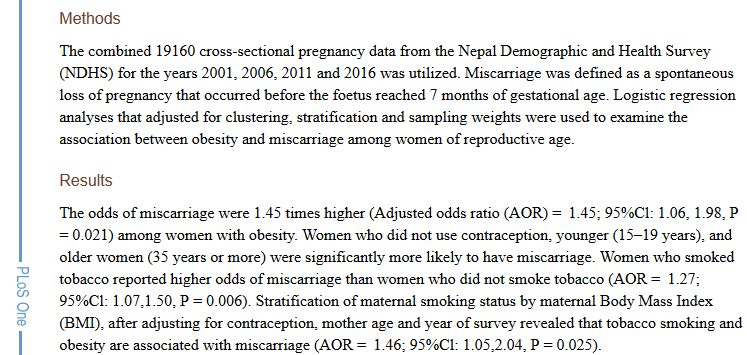 Methods
The combined 19160 cross-sectional pregnancy data from the Nepal Demographic and Health Survey
(NDHS) for the years 2001, 2006, 2011 and 2016 was utilized. Miscarriage was defined as a spontaneous
loss of pregnancy that occurred before the foetus reached 7 months of gestational age. Logistic regression
analyses that adjusted for clustering, stratification and sampling weights were used to examine the
association between obesity and miscarriage among women of reproductive age.
Results
The odds of miscarriage were 1.45 times higher (Adjusted odds ratio (AOR) = 1.45; 95%Cl: 1.06, 1.98, P
= 0.021) among women with obesity. Women who did not use contraception, younger (15–19 years), and
older women (35 years or more) were significantly more likely to have miscarriage. Women who smoked
tobacco reported higher odds of miscarriage than women who did not smoke tobacco (AOR = 1.27;
95%Cl: 1.07,1.50, P = 0.006). Stratification of maternal smoking status by maternal Body Mass Index
(BMI), after adjusting for contraception, mother age and year of survey revealed that tobacco smoking and
obesity are associated with miscarriage (AOR = 1.46; 95%Cl: 1.05,2.04, P = 0.025).
PLoS One